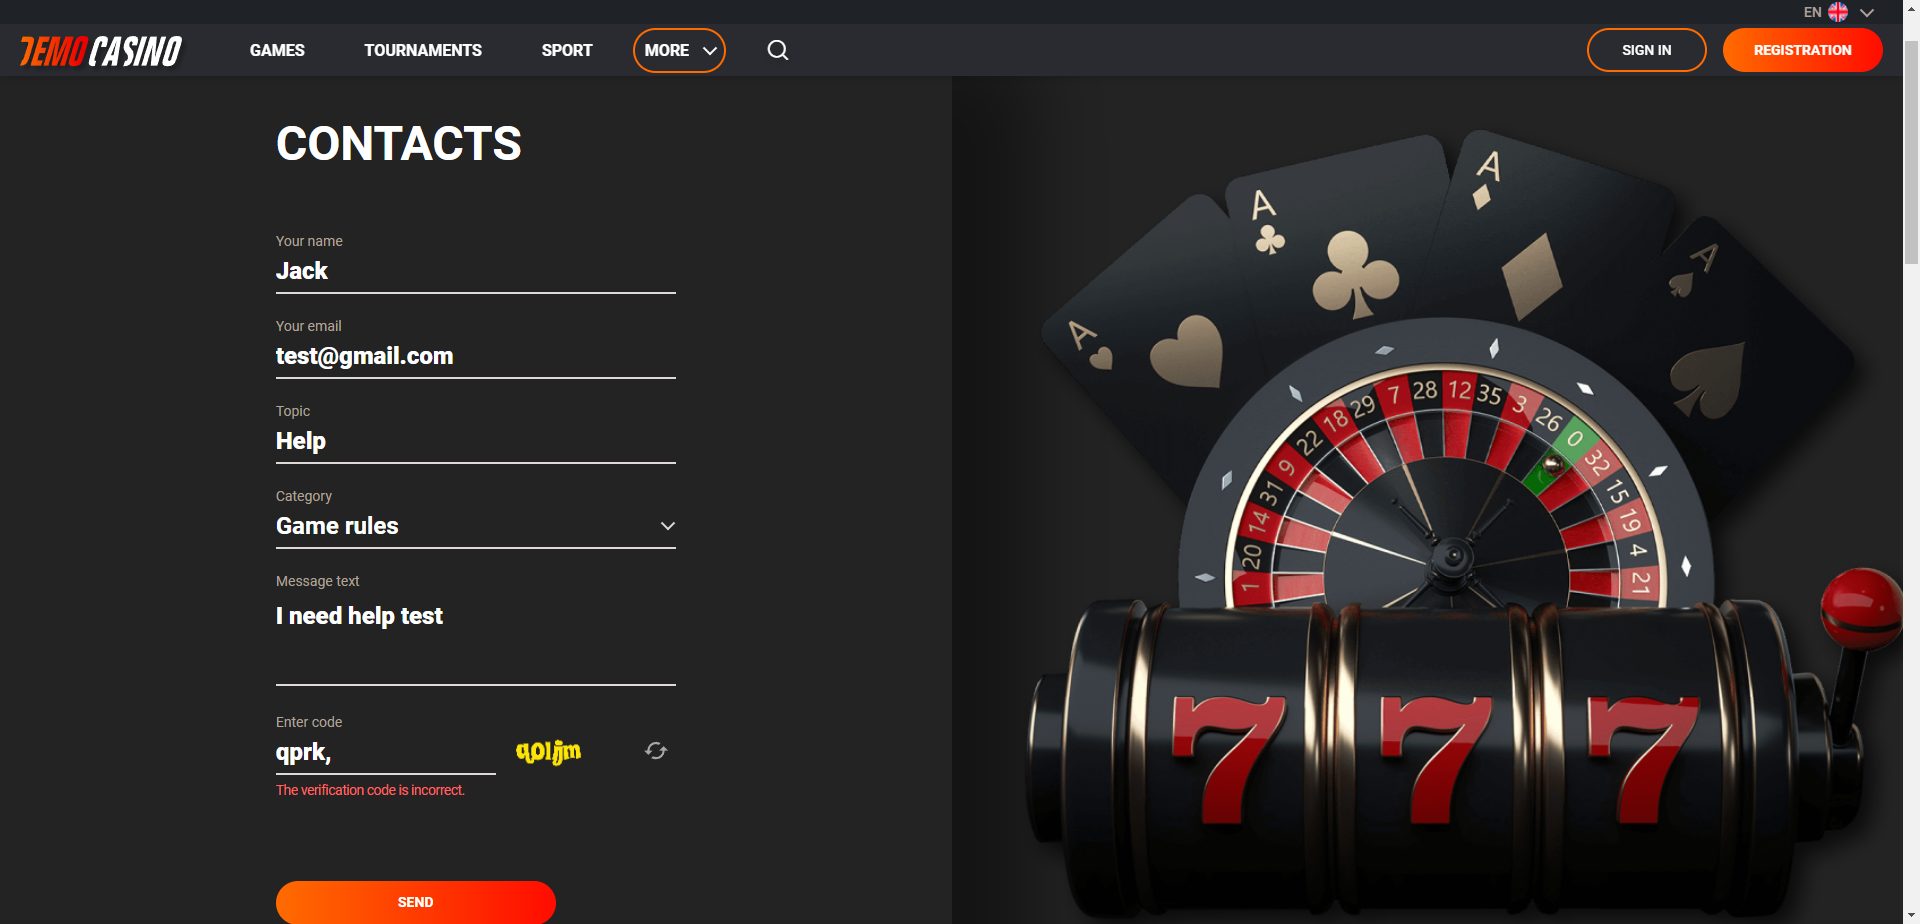 EN
DEMO CASINO
GAMES TOURNAMENTS SPORT MORE SIGN IN REGISTRATION
CONTACTS
Your name
Jack
Your email
test@gmail.com
Topic
Help
Category
Game rules
Message text
I need help test
Enter code
qprk,
The verification code is incorrect.
SEND
A A A A
1 20 14 31 9 22 18 29 7 28 12 35 3 26 0 32 15 19 4 21
7 7 7